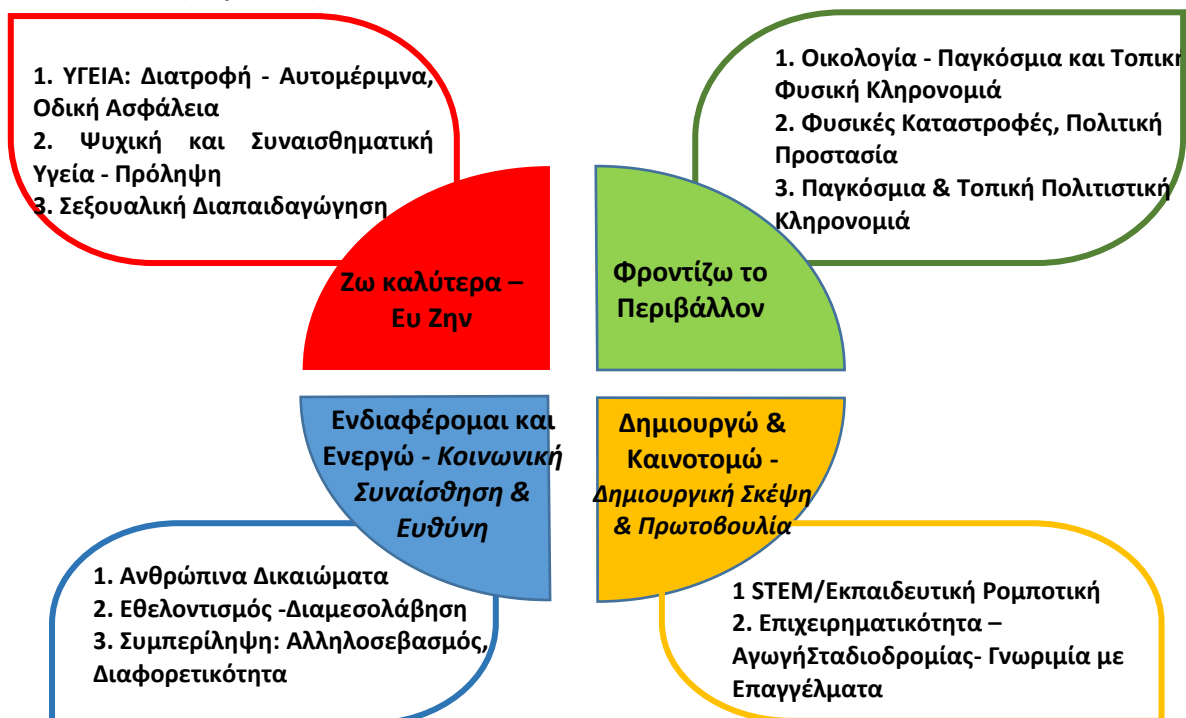 1. ΥΓΕΙΑ: Διατροφή - Αυτομέριμνα,
Οδική Ασφάλεια
2. Ψυχική και Συναισθηματική
Υγεία - Πρόληψη
3. Σεξουαλική Διαπαιδαγώγηση
1. Οικολογία - Παγκόσμια και Τοπική
Φυσική Κληρονομιά
2. Φυσικές Καταστροφές, Πολιτική
Προστασία
3. Παγκόσμια & Τοπική Πολιτιστική
Κληρονομιά
Ζω καλύτερα –
Ευ Ζην
Φροντίζω το
Περιβάλλον
Ενδιαφέρομαι και
Ενεργώ - Κοινωνική
Συναίσθηση &
Ευθύνη
Δημιουργώ &
Καινοτομώ -
Δημιουργική Σκέψη
& Πρωτοβουλία
1. Ανθρώπινα Δικαιώματα
2. Εθελοντισμός -Διαμεσολάβηση
3. Συμπερίληψη: Αλληλοσεβασμός,
Διαφορετικότητα
1 STEM/Εκπαιδευτική Ρομποτική
2. Επιχειρηματικότητα –
ΑγωγήΣταδιοδρομίας- Γνωριμία με
Επαγγέλματα